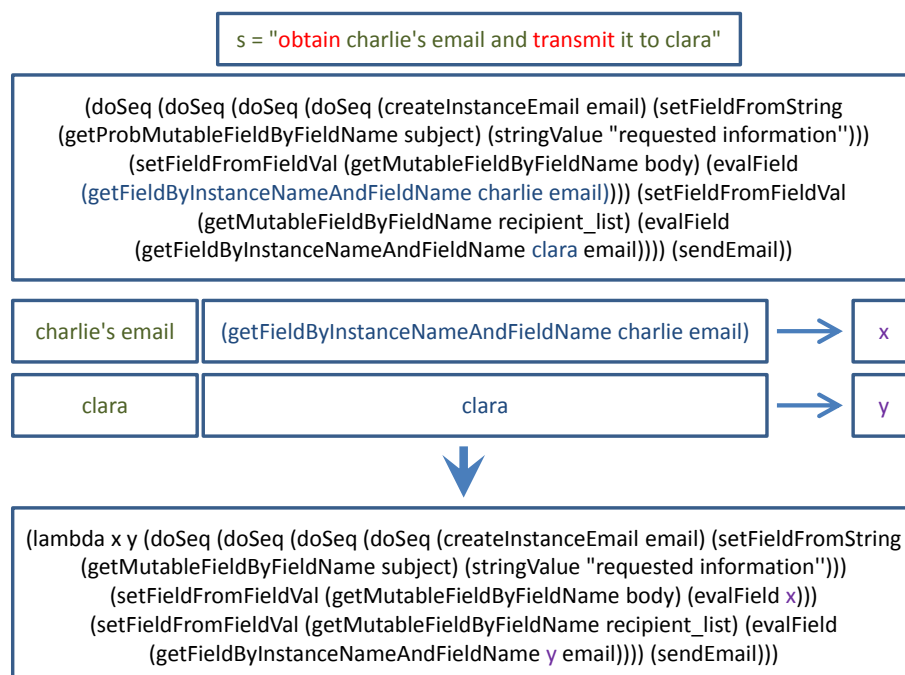 s = "obtain charlie's email and transmit it to clara"
(doSeq (doSeq (doSeq (doSeq (createInstanceEmail email) (setFieldFromString
(getProbMutableFieldByFieldName subject) (stringValue "requested information")))
(setFieldFromFieldVal (getMutableFieldByFieldName body) (evalField
(getFieldByInstanceNameAndFieldName charlie email)))) (setFieldFromFieldVal
(getMutableFieldByFieldName recipient_list) (evalField
(getFieldByInstanceNameAndFieldName clara email)))) (sendEmail))
charlie's email (getFieldByInstanceNameAndFieldName charlie email) x
clara clara y
(lambda x y (doSeq (doSeq (doSeq (doSeq (createInstanceEmail email) (setFieldFromString
(getMutableFieldByFieldName subject) (stringValue "requested information")))
(setFieldFromFieldVal (getMutableFieldByFieldName body) (evalField x)))
(setFieldFromFieldVal (getMutableFieldByFieldName recipient_list) (evalField
(getFieldByInstanceNameAndFieldName y email)))) (sendEmail)))